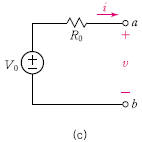 i
a
R₀
+
V₀
+
−
v
−
b
(c)